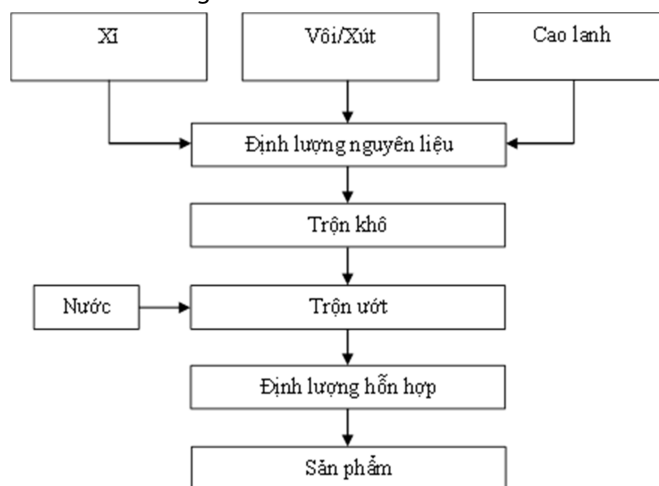 Xỉ
Vôi/Xút
Cao lanh
Định lượng nguyên liệu
Trộn khô
Nước
Trộn ướt
Định lượng hỗn hợp
Sản phẩm